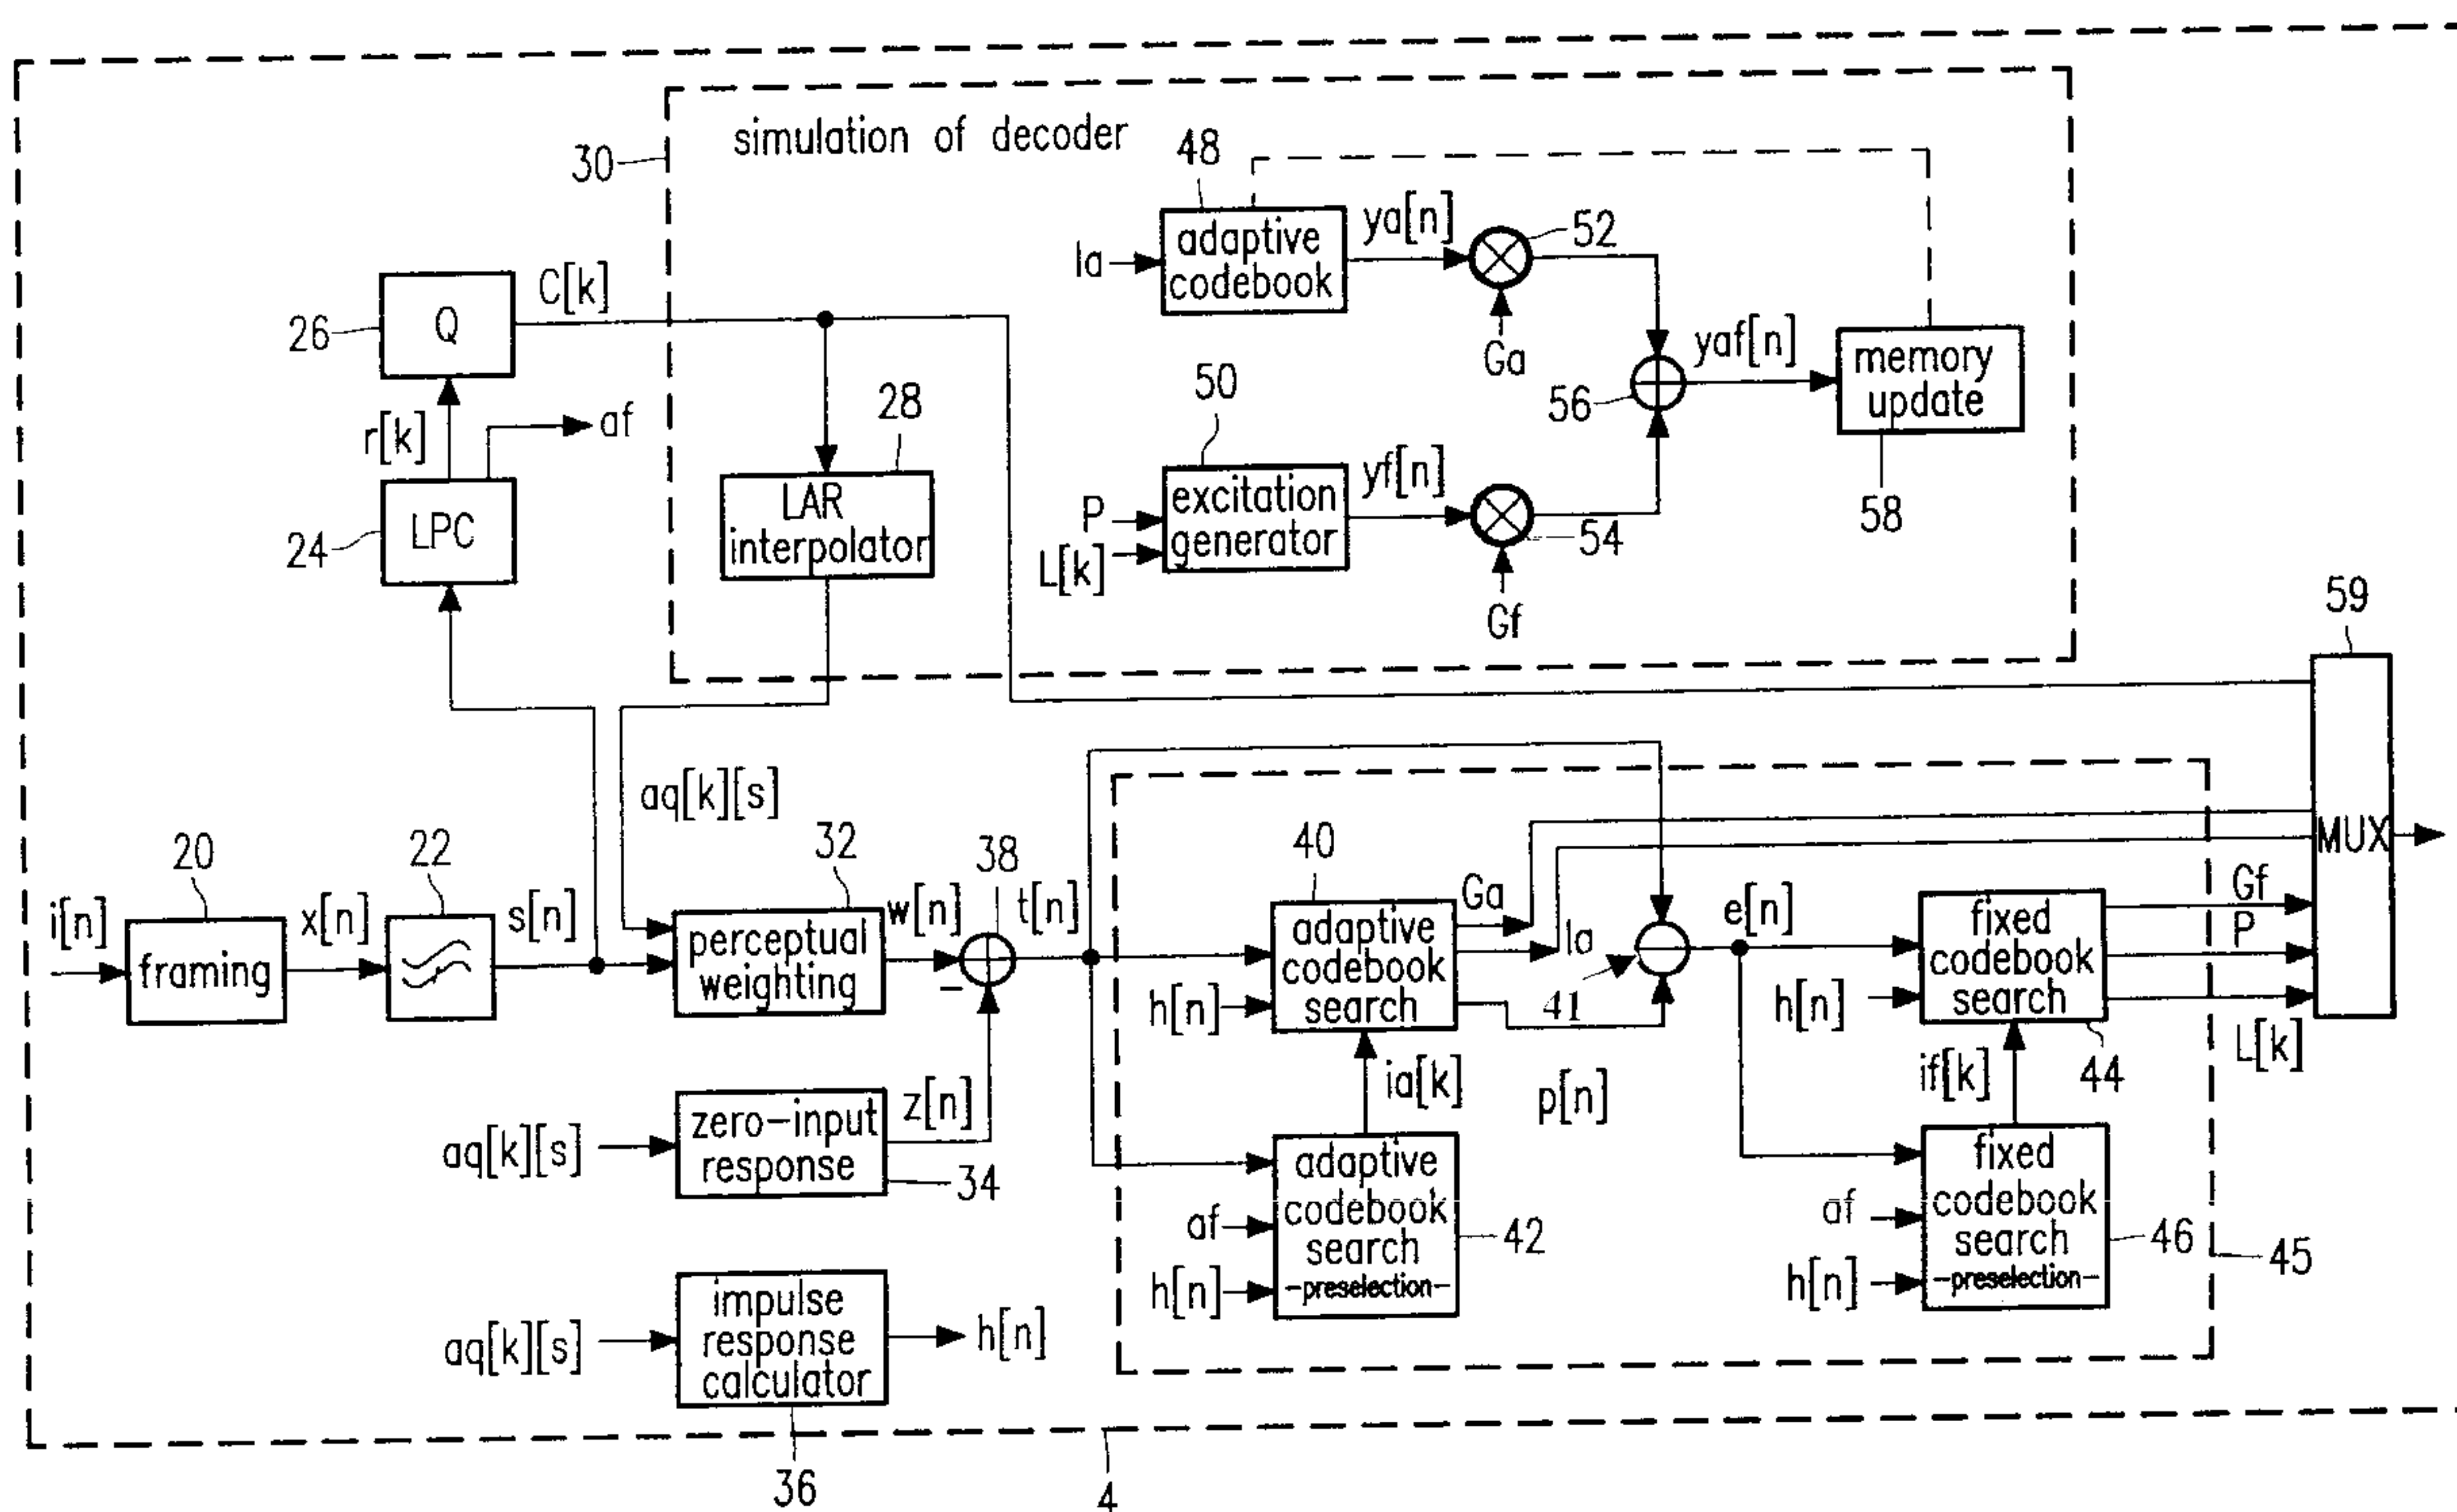 simulation of decoder
30
48
adaptive
codebook
Ia
ya[n]
52
Ga
C[k]
Q
26
r[k]
af
LPC
24
28
LAR
interpolator
50
excitation
generator
P
L[k]
yf[n]
54
Gf
56
yaf[n]
memory
update
58
59
MUX
aq[k][s]
20
i[n]
framing
x[n]
22
s[n]
32
perceptual
weighting
w[n]
38
-
t[n]
40
adaptive
codebook
search
h[n]
Ga
Ia
41
e[n]
fixed
codebook
search
h[n]
44
Gf
P
L[k]
aq[k][s]
zero-input
response
34
z[n]
ia[k]
p[n]
if[k]
adaptive
codebook
search
-preselection-
af
h[n]
42
fixed
codebook
search
-preselection-
af
h[n]
46
45
aq[k][s]
impulse
response
calculator
h[n]
36
4